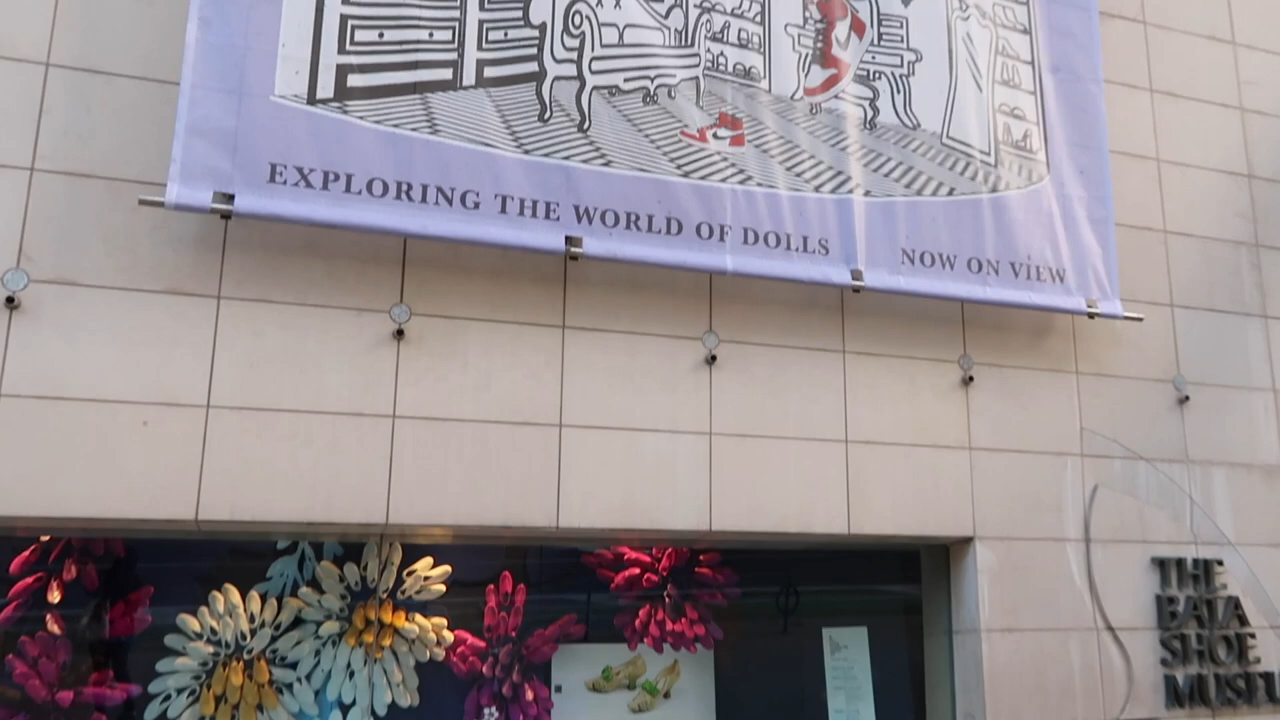 EXPLORING THE WORLD OF DOLLS
NOW ON VIEW
THE
BATA
SHOE
MUSEU